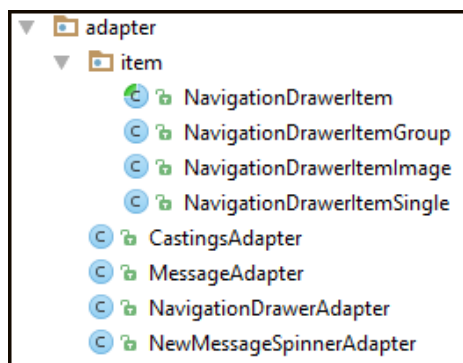 adapter
item
NavigationDrawerItem
NavigationDrawerItemGroup
NavigationDrawerItemImage
NavigationDrawerItemSingle
CastingsAdapter
MessageAdapter
NavigationDrawerAdapter
NewMessageSpinnerAdapter